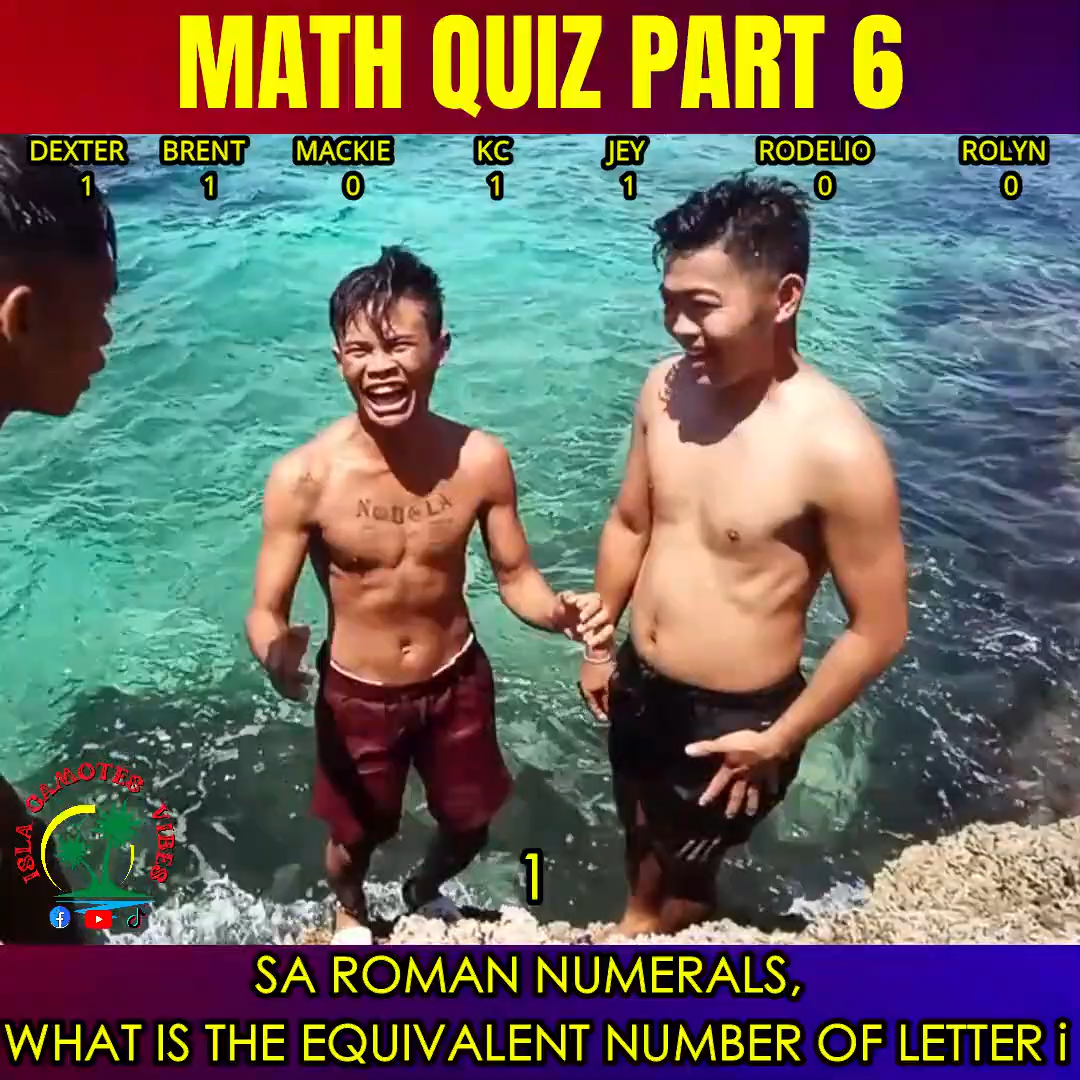 MATH QUIZ PART 6
DEXTER BRENT MACKIE KC JEY RODELIO ROLYN
1 1 0 1 1 0 0
ISLA CAMOTES VIBES
1
SA ROMAN NUMERALS,
WHAT IS THE EQUIVALENT NUMBER OF LETTER i